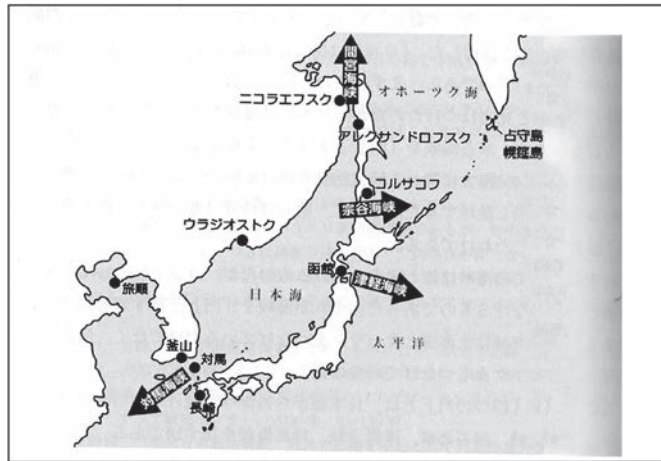 間宮海峡
ニコラエフスク
オホーツク海
アレクサンドロフスク
占守島
幌筵島
コルサコフ
宗谷海峡
ウラジオストク
函館
津軽海峡
旅順
日本海
釜山
対馬
太平洋
対馬海峡
長崎